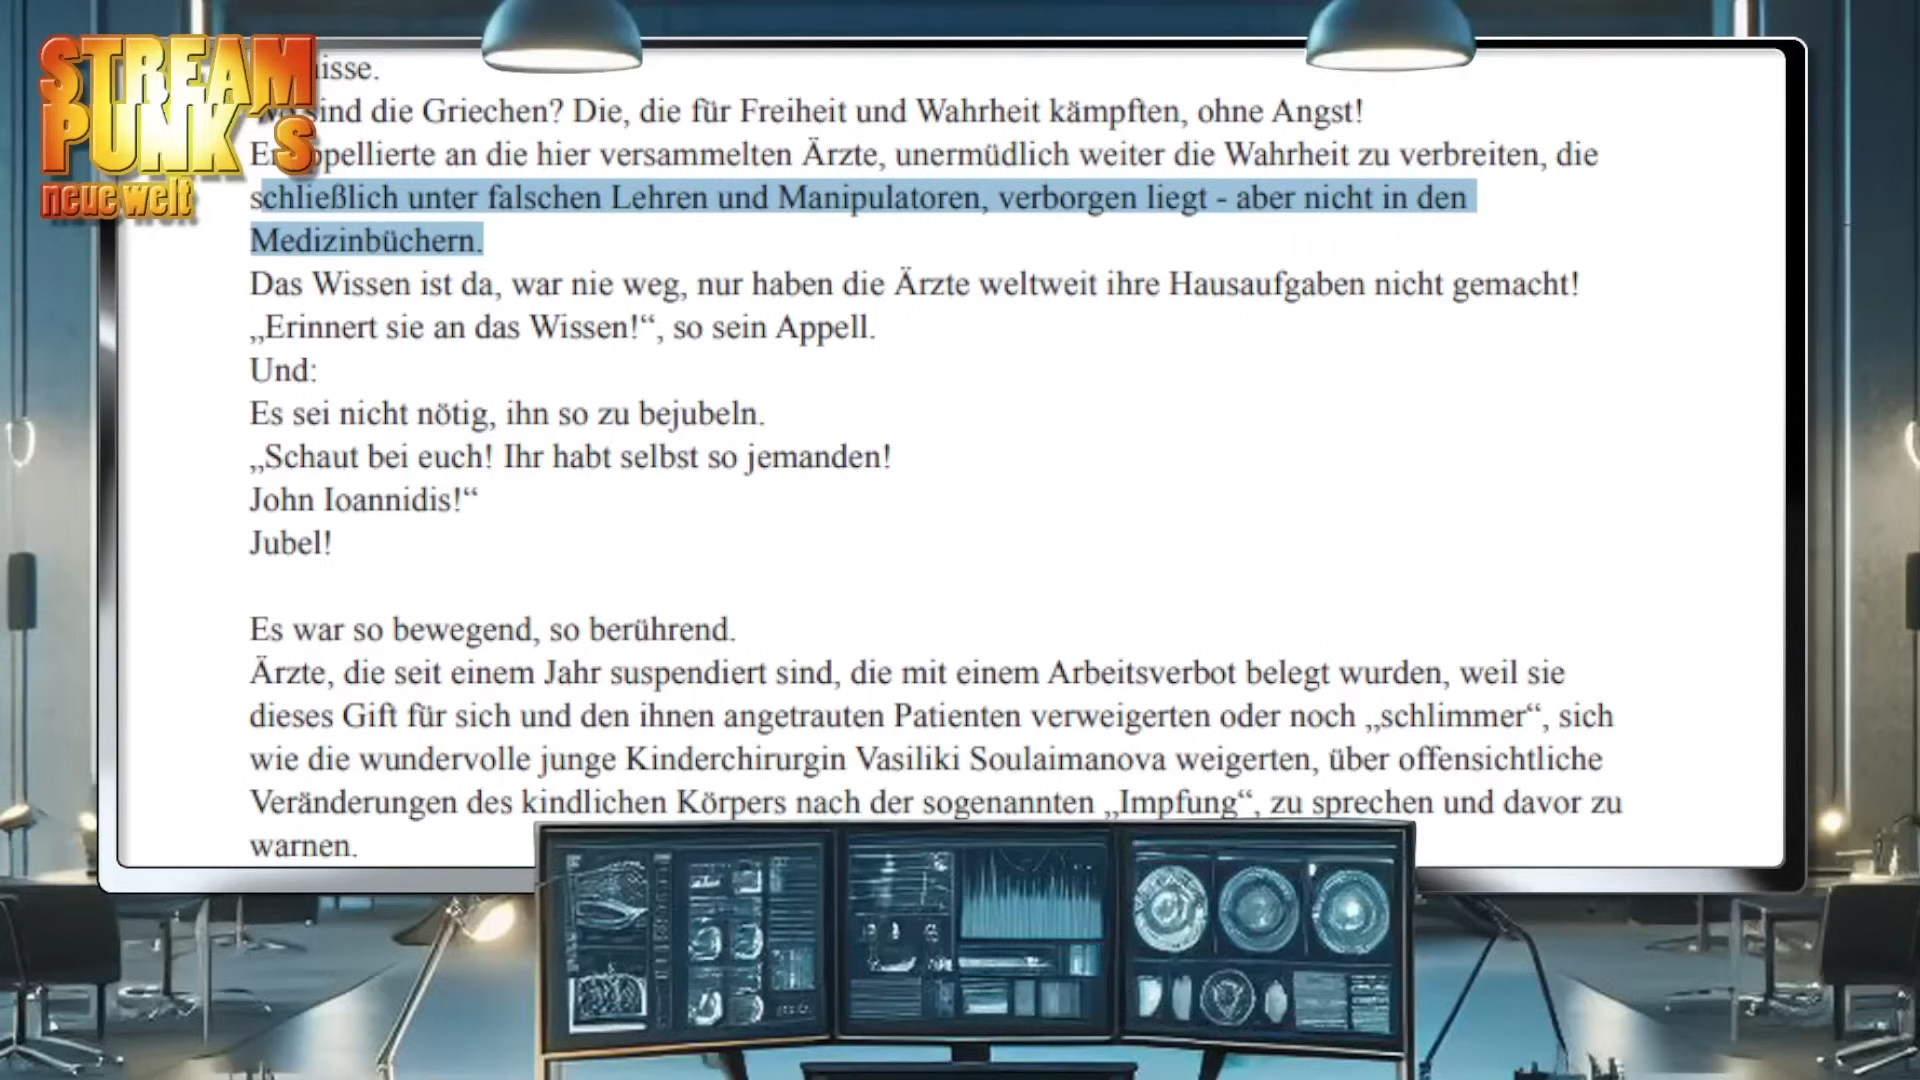 STREAM
PUNK´s
neue welt
isse.
sind die Griechen? Die, die für Freiheit und Wahrheit kämpften, ohne Angst!
Er appellierte an die hier versammelten Ärzte, unermüdlich weiter die Wahrheit zu verbreiten, die
schließlich unter falschen Lehren und Manipulatoren, verborgen liegt - aber nicht in den
Medizinbüchern.
Das Wissen ist da, war nie weg, nur haben die Ärzte weltweit ihre Hausaufgaben nicht gemacht!
„Erinnert sie an das Wissen!“, so sein Appell.
Und:
Es sei nicht nötig, ihn so zu bejubeln.
„Schaut bei euch! Ihr habt selbst so jemanden!
John Ioannidis!“
Jubel!
Es war so bewegend, so berührend.
Ärzte, die seit einem Jahr suspendiert sind, die mit einem Arbeitsverbot belegt wurden, weil sie
dieses Gift für sich und den ihnen angetrauten Patienten verweigerten oder noch „schlimmer“, sich
wie die wundervolle junge Kinderchirurgin Vasiliki Soulaimanova weigerten, über offensichtliche
Veränderungen des kindlichen Körpers nach der sogenannten „Impfung“, zu sprechen und davor zu
warnen.